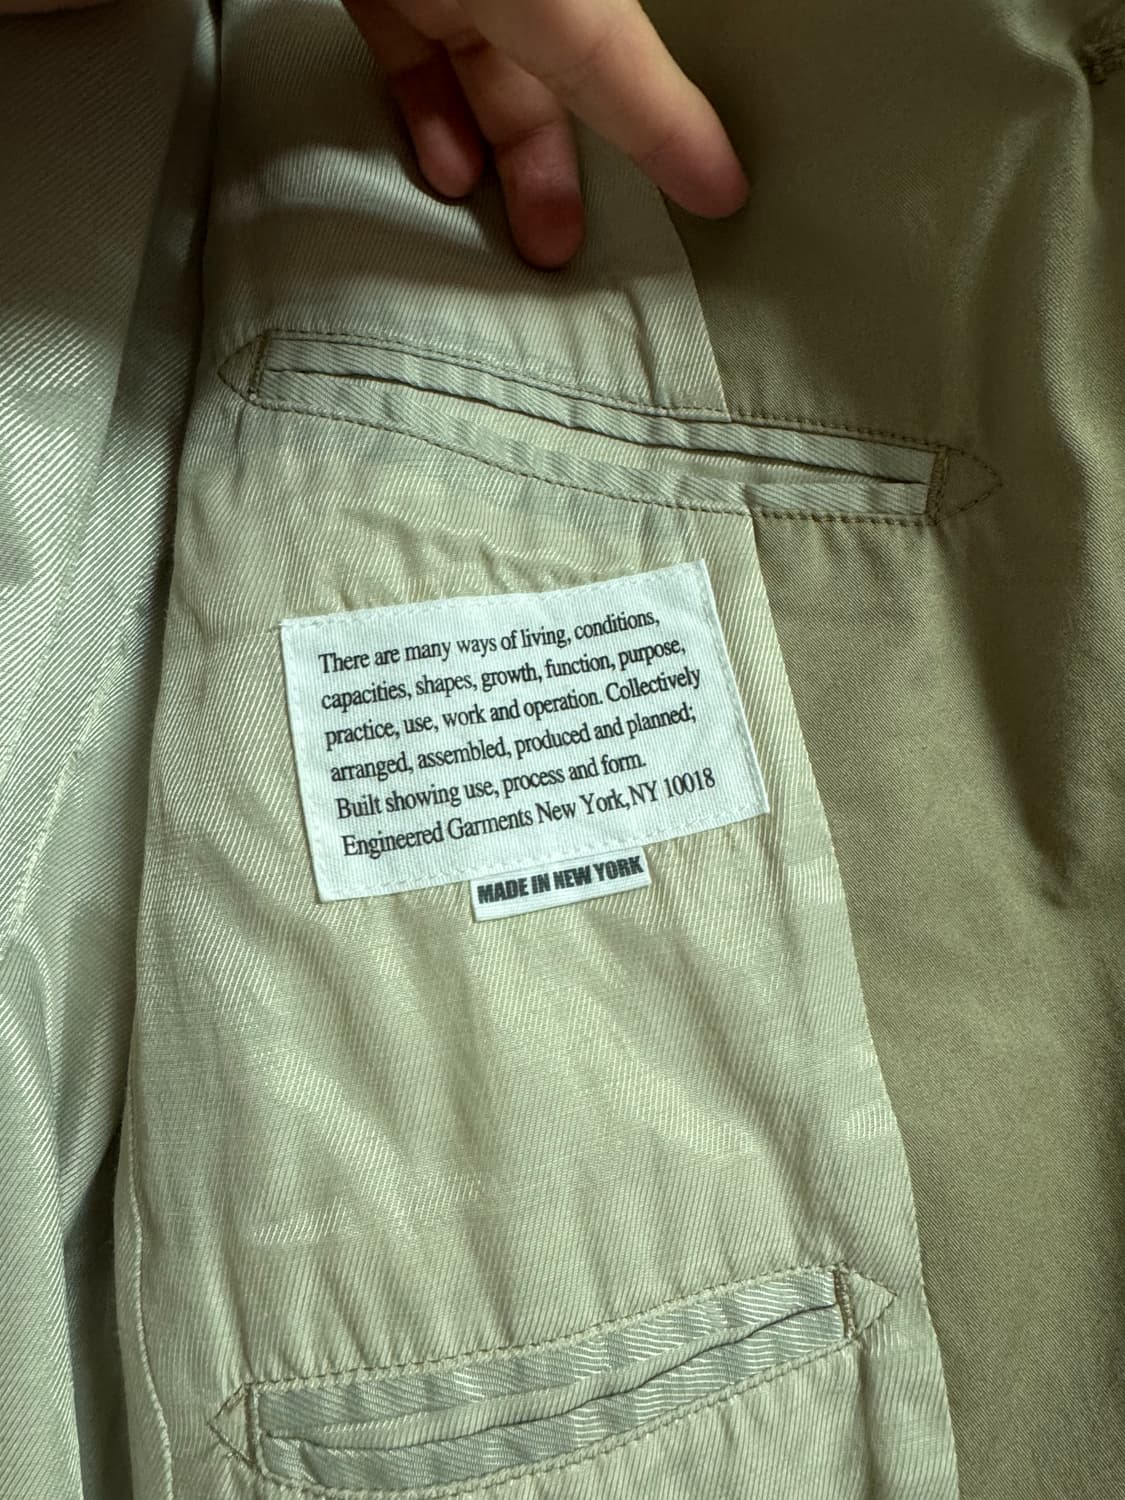 There are many ways of living, conditions,
capacities, shapes, growth, function, purpose,
practice, use, work and operation. Collectively
arranged, assembled, produced and planned;
Built showing use, process and form.
Engineered Garments New York,NY 10018
MADE IN NEW YORK